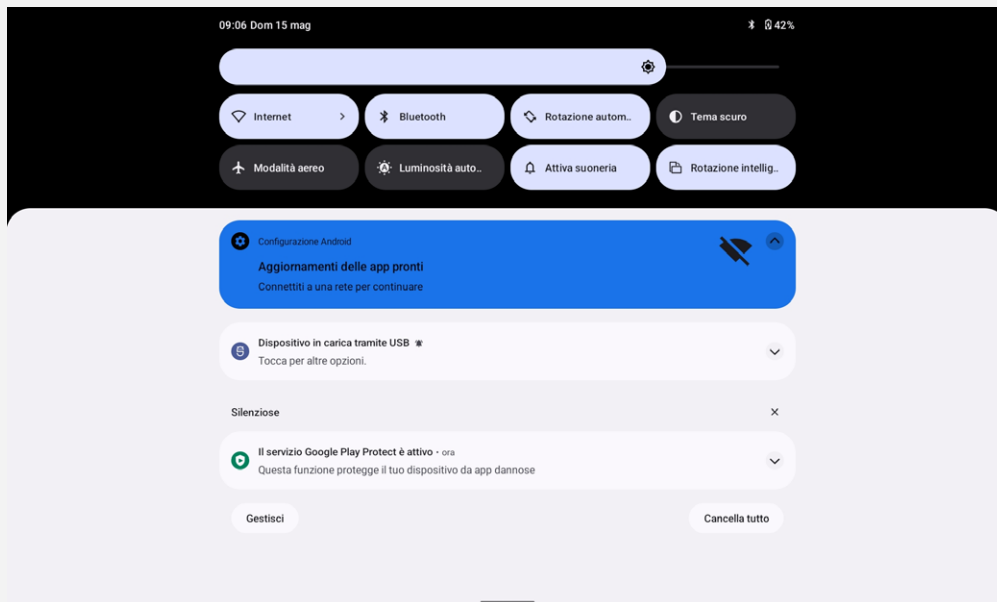 09:06 Dom 15 mag
42%
Internet
Bluetooth
Rotazione autom..
Tema scuro
Modalità aereo
Luminosità auto..
Attiva suoneria
Rotazione intellig..
Configurazione Android
Aggiornamenti delle app pronti
Connettiti a una rete per continuare
Dispositivo in carica tramite USB
Tocca per altre opzioni.
Silenziose
Il servizio Google Play Protect è attivo • ora
Questa funzione protegge il tuo dispositivo da app dannose
Gestisci
Cancella tutto